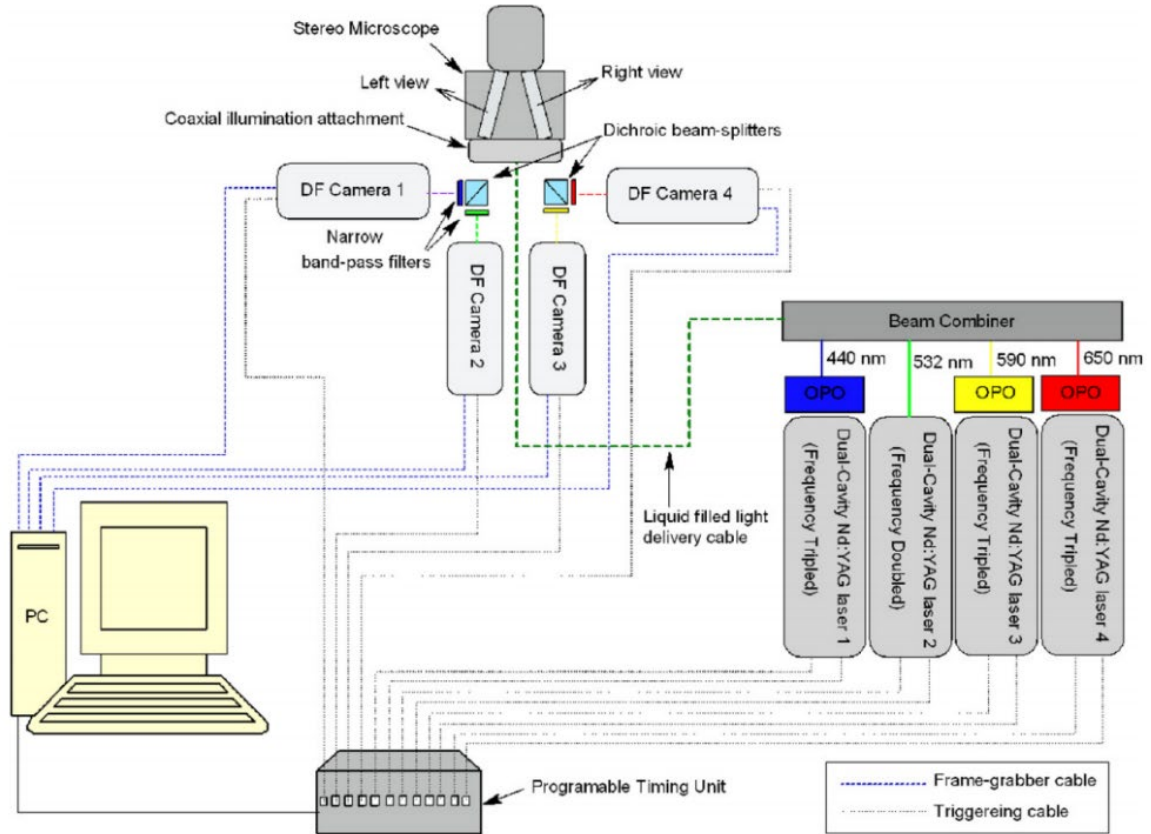 Stereo Microscope
Left view
Right view
Coaxial illumination attachment
Dichroic beam-splitters
DF Camera 1
DF Camera 4
Narrow
band-pass filters
DF Camera 2
DF Camera 3
Beam Combiner
440 nm
532 nm
590 nm
650 nm
OPO
OPO
OPO
Dual-Cavity Nd:YAG laser 1
(Frequency Tripled)
Dual-Cavity Nd:YAG laser 2
(Frequency Doubled)
Dual-Cavity Nd:YAG laser 3
(Frequency Tripled)
Dual-Cavity Nd:YAG laser 4
(Frequency Tripled)
Liquid filled light
delivery cable
PC
Programable Timing Unit
Frame-grabber cable
Triggereing cable